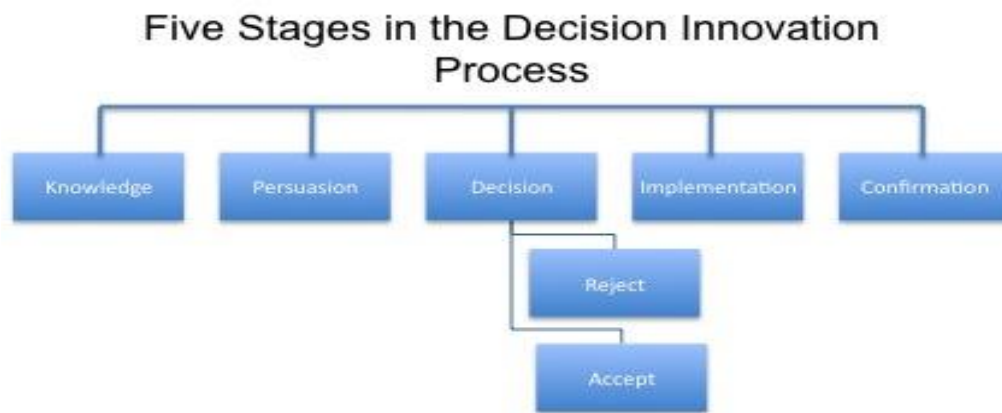 Five Stages in the Decision Innovation
Process
Knowledge
Persuasion
Decision
Implementation
Confirmation
Reject
Accept